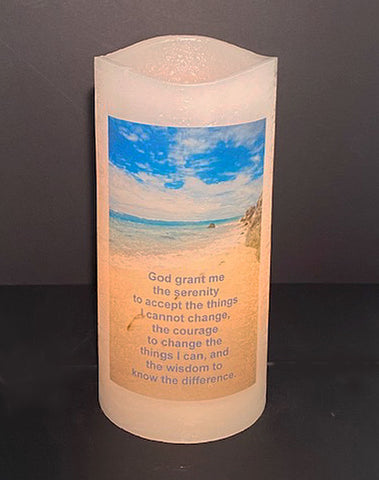 God grant me
the serenity
to accept the things
I cannot change,
the courage
to change the
things I can, and
the wisdom to
know the difference.